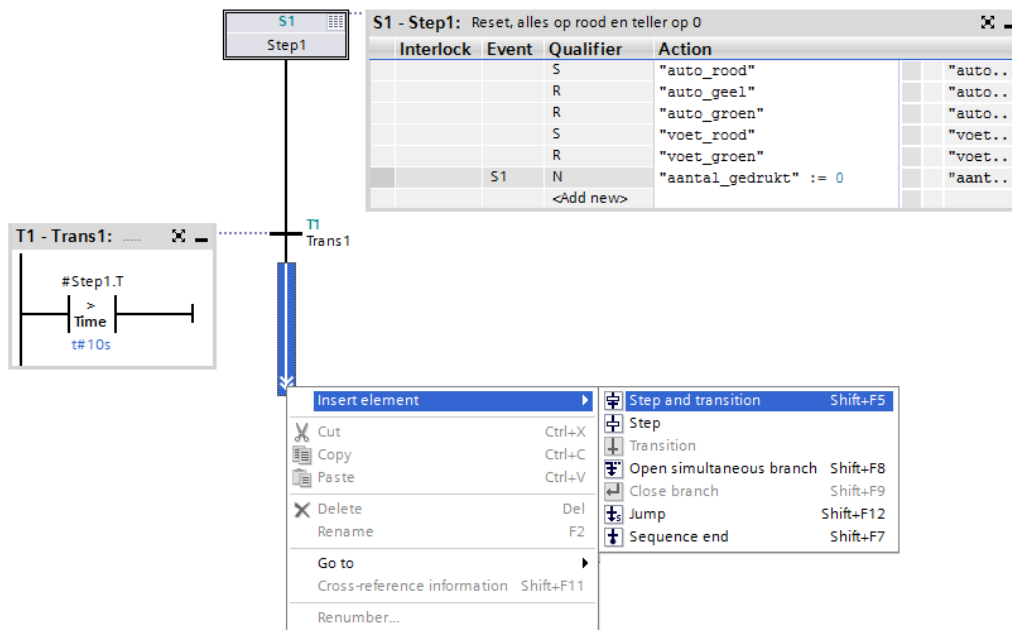 S1
Step1
S1 - Step1: Reset, alles op rood en teller op 0
Interlock Event Qualifier Action
S "auto_rood" "auto...
R "auto_geel" "auto...
R "auto_groen" "auto...
S "voet_rood" "voet...
R "voet_groen" "voet...
S1 N "aantal_gedrukt" := 0 "aant...
<Add new>
T1
Trans1
T1 - Trans1: .....
#Step1.T
>
Time
t#10s
Insert element
Cut Ctrl+X
Copy Ctrl+C
Paste Ctrl+V
Delete Del
Rename F2
Go to
Cross-reference information Shift+F11
Renumber...
Step and transition Shift+F5
Step
Transition
Open simultaneous branch Shift+F8
Close branch Shift+F9
Jump Shift+F12
Sequence end Shift+F7